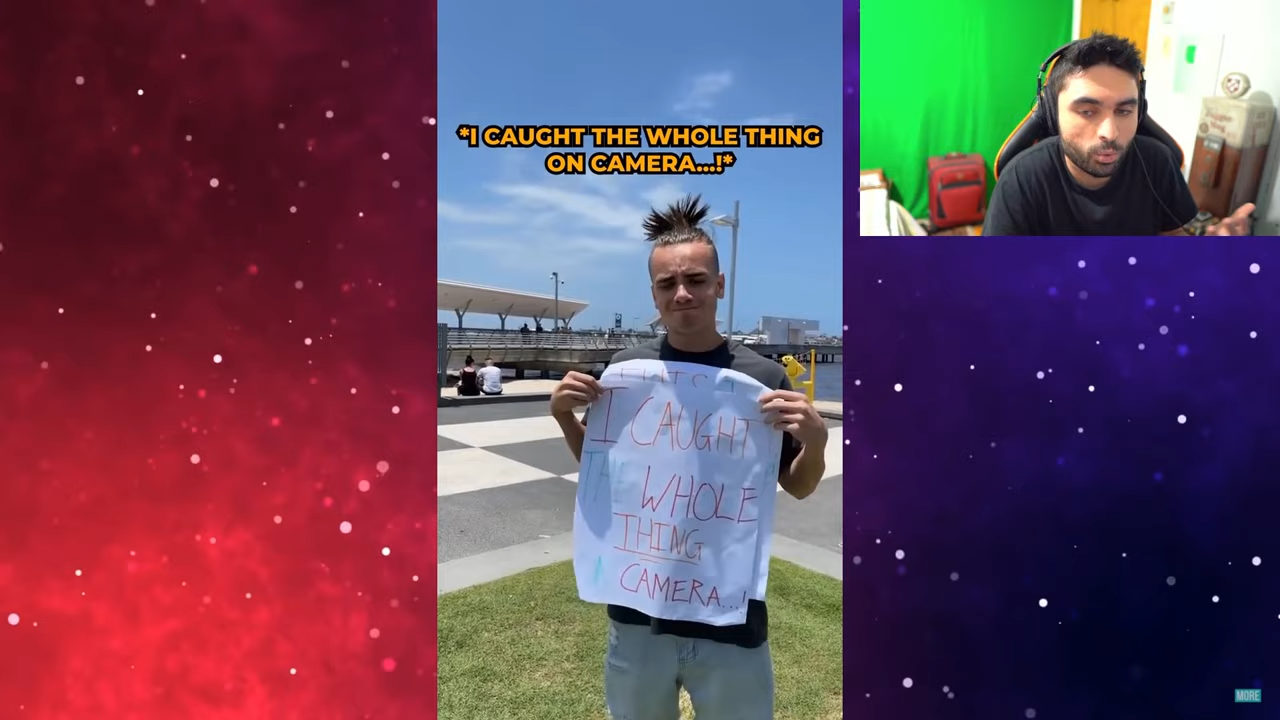 *I CAUGHT THE WHOLE THING
ON CAMERA...!*
I CAUGHT
WHOLE
THING
CAMERA...!
MORE